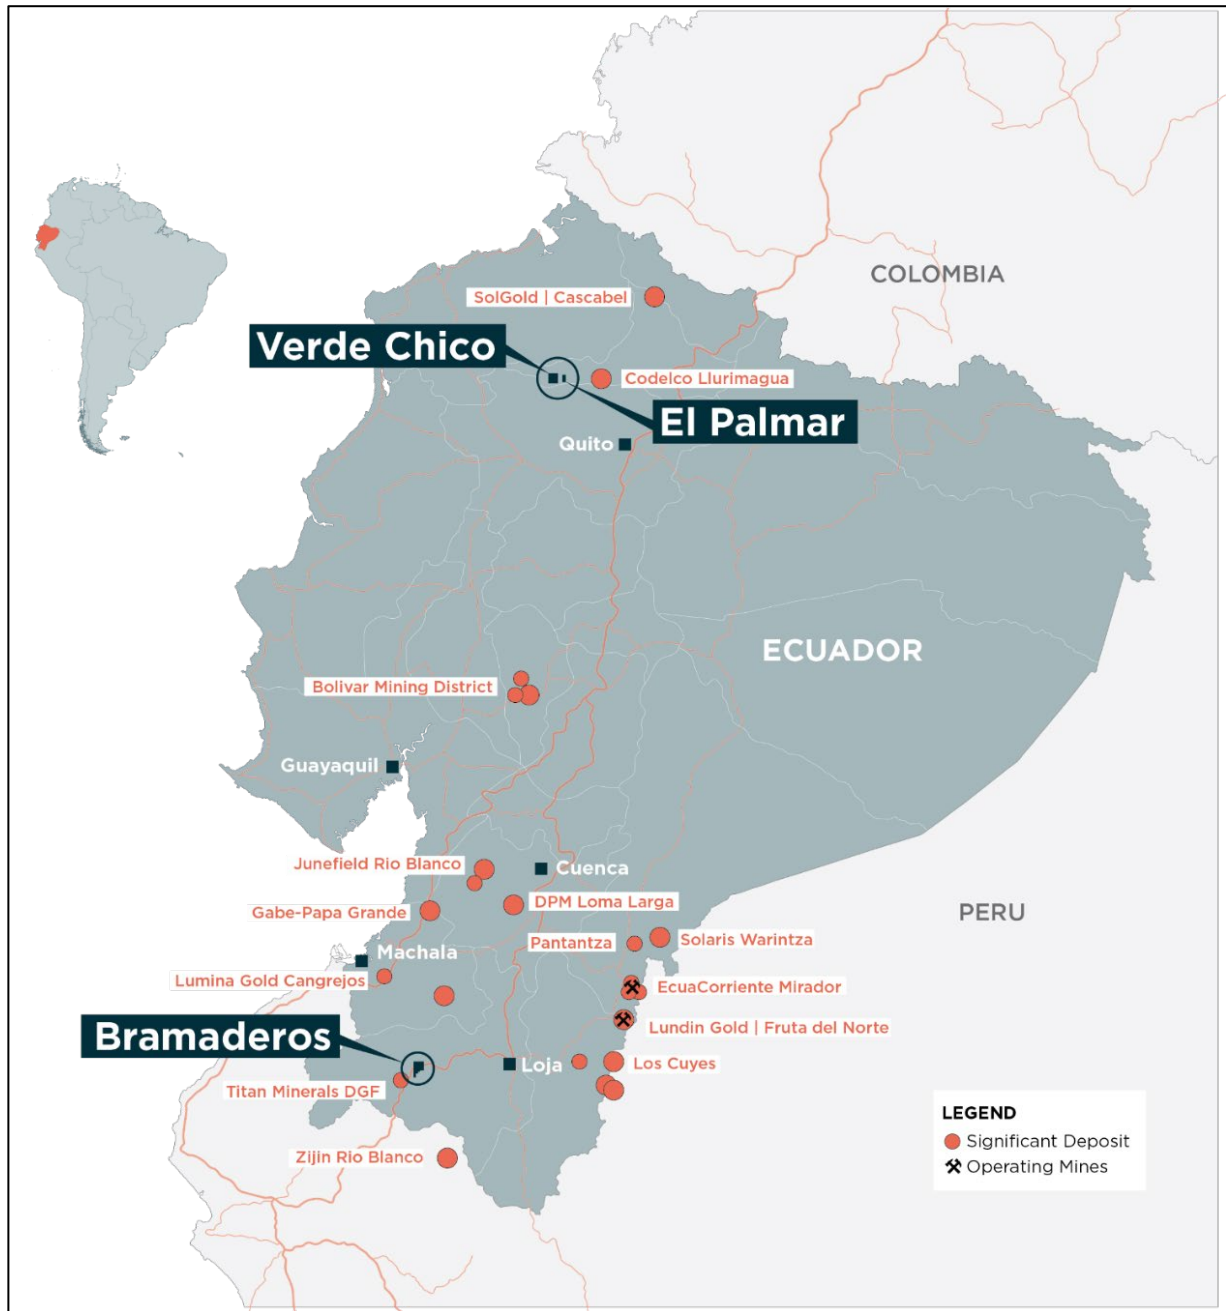 COLOMBIA
SolGold | Cascabel
Verde Chico
Codelco Llurimagua
El Palmar
Quito
ECUADOR
Bolivar Mining District
Guayaquil
Junefield Rio Blanco
Cuenca
DPM Loma Larga
Gabe-Papa Grande
PERU
Pantantza
Solaris Warintza
Machala
Lumina Gold Cangrejos
EcuaCorriente Mirador
Lundin Gold | Fruta del Norte
Bramaderos
Loja
Los Cuyes
Titan Minerals DGF
Zijin Rio Blanco
LEGEND
Significant Deposit
Operating Mines